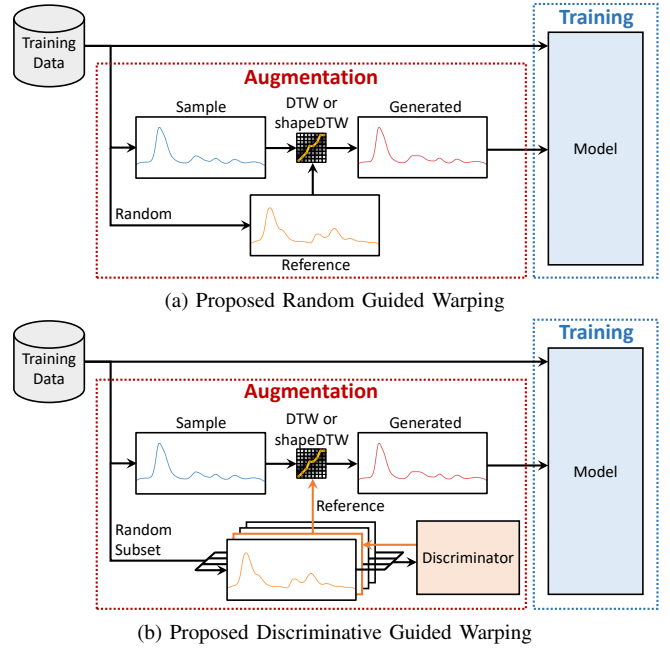 Training
Training
Data
Augmentation
Sample
DTW or
shapeDTW
Generated
Model
Random
Reference
(a) Proposed Random Guided Warping
Training
Training
Data
Augmentation
Sample
DTW or
shapeDTW
Generated
Model
Reference
Random
Subset
Discriminator
(b) Proposed Discriminative Guided Warping